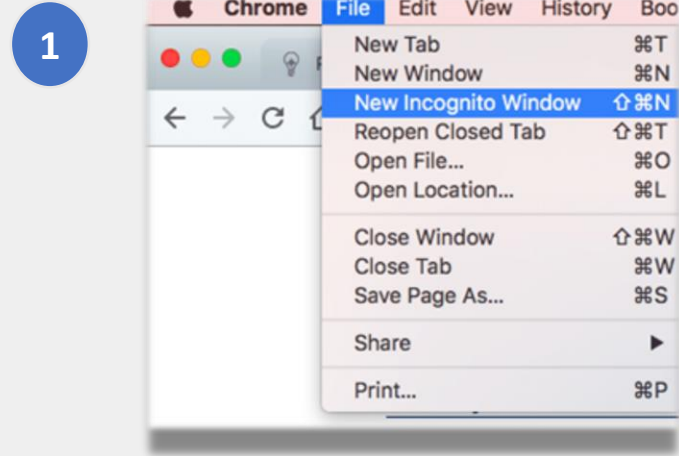 1
Chrome File Edit View History Boo
New Tab ⌘T
New Window ⌘N
New Incognito Window ⇧⌘N
Reopen Closed Tab ⇧⌘T
Open File... ⌘O
Open Location... ⌘L
Close Window ⇧⌘W
Close Tab ⌘W
Save Page As... ⌘S
Share ▶
Print... ⌘P